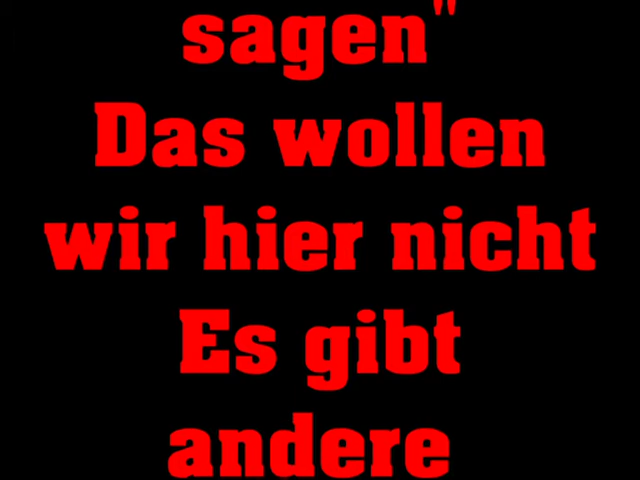 sagen"
Das wollen
wir hier nicht
Es gibt
andere